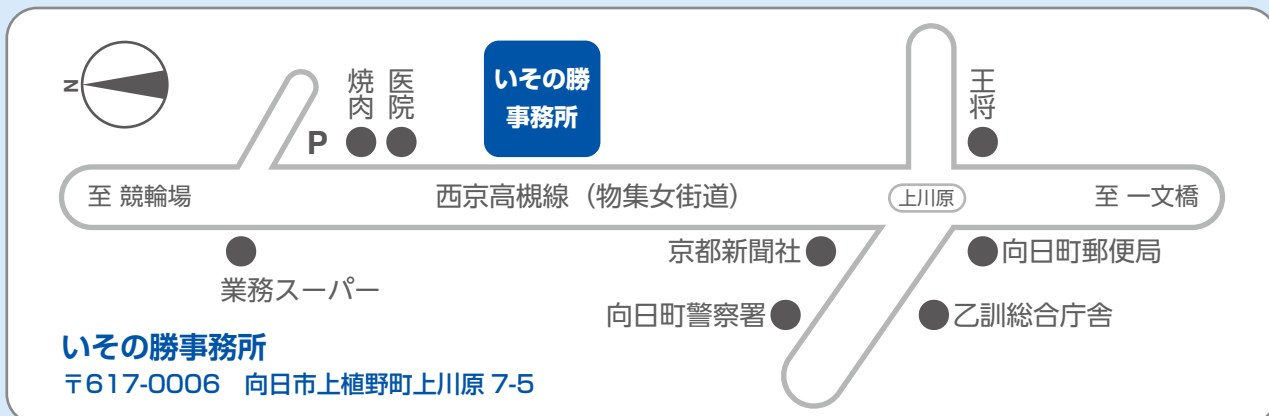 N
焼肉
医院
いその勝
事務所
王将
P
至 競輪場
西京高槻線（物集女街道）
上川原
至 一文橋
京都新聞社
向日町郵便局
業務スーパー
向日町警察署
乙訓総合庁舎
いその勝事務所
〒617-0006　向日市上植野町上川原 7-5